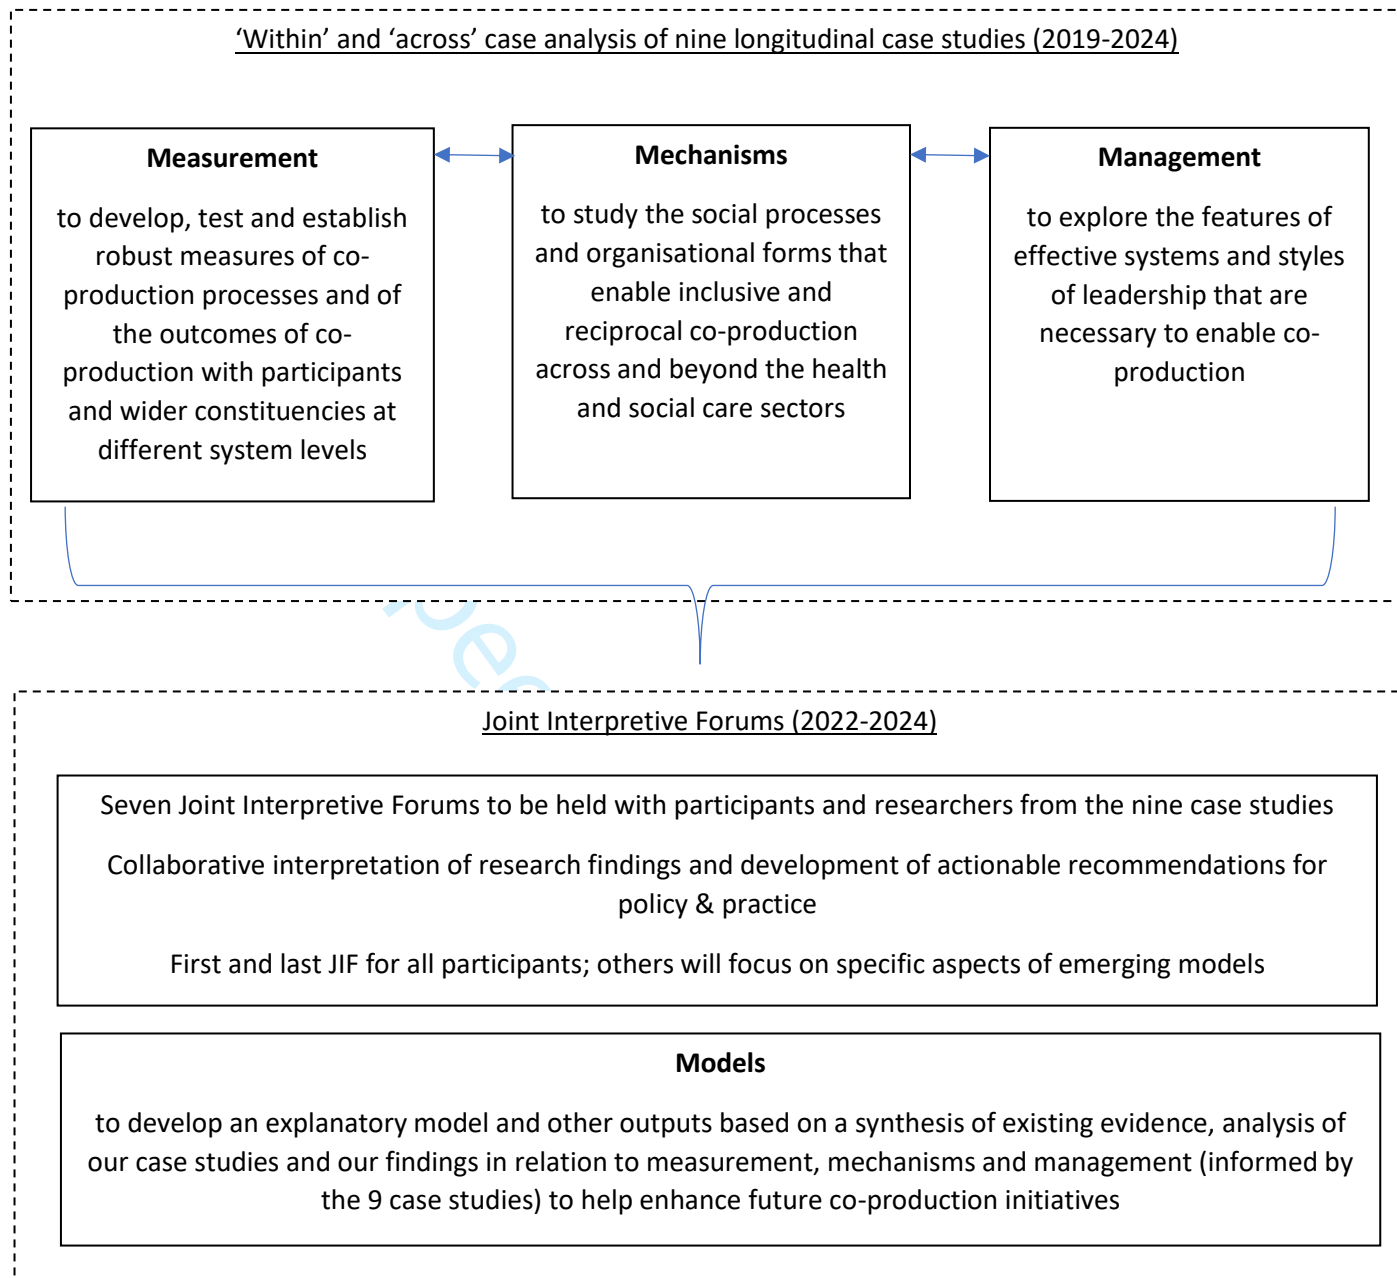 ‘Within’ and ‘across’ case analysis of nine longitudinal case studies (2019-2024)
Measurement
to develop, test and establish
robust measures of co-
production processes and of
the outcomes of co-
production with participants
and wider constituencies at
different system levels
Mechanisms
to study the social processes
and organisational forms that
enable inclusive and
reciprocal co-production
across and beyond the health
and social care sectors
Management
to explore the features of
effective systems and styles
of leadership that are
necessary to enable co-
production
Joint Interpretive Forums (2022-2024)
Seven Joint Interpretive Forums to be held with participants and researchers from the nine case studies
Collaborative interpretation of research findings and development of actionable recommendations for
policy & practice
First and last JIF for all participants; others will focus on specific aspects of emerging models
Models
to develop an explanatory model and other outputs based on a synthesis of existing evidence, analysis of
our case studies and our findings in relation to measurement, mechanisms and management (informed by
the 9 case studies) to help enhance future co-production initiatives